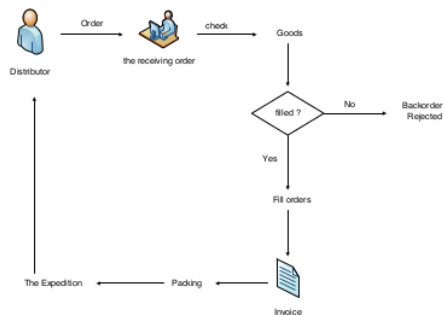 Order
check
Goods
Distributor
the receiving order
filled ?
No
Backorder
Rejected
Yes
Fill orders
The Expedition
Packing
Invoice